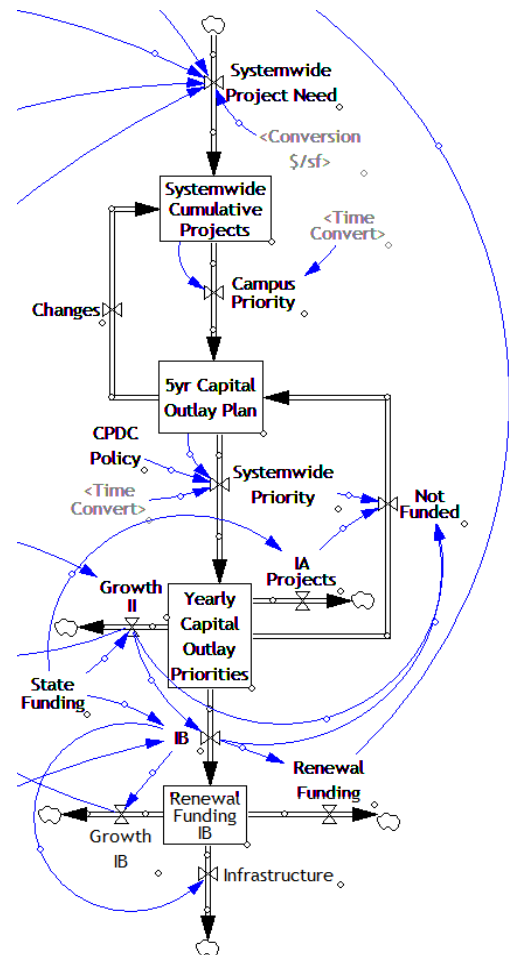 Systemwide
Project Need
<Conversion
$/sf>
Systemwide
Cumulative
Projects
<Time
Convert>
Campus
Priority
Changes
5yr Capital
Outlay Plan
CPDC
Policy
<Time
Convert>
Systemwide
Priority
Not
Funded
IA
Projects
Growth
II
Yearly
Capital
Outlay
Priorities
State
Funding
IB
Renewal
Funding
Renewal
Funding
IB
Growth
IB
Infrastructure